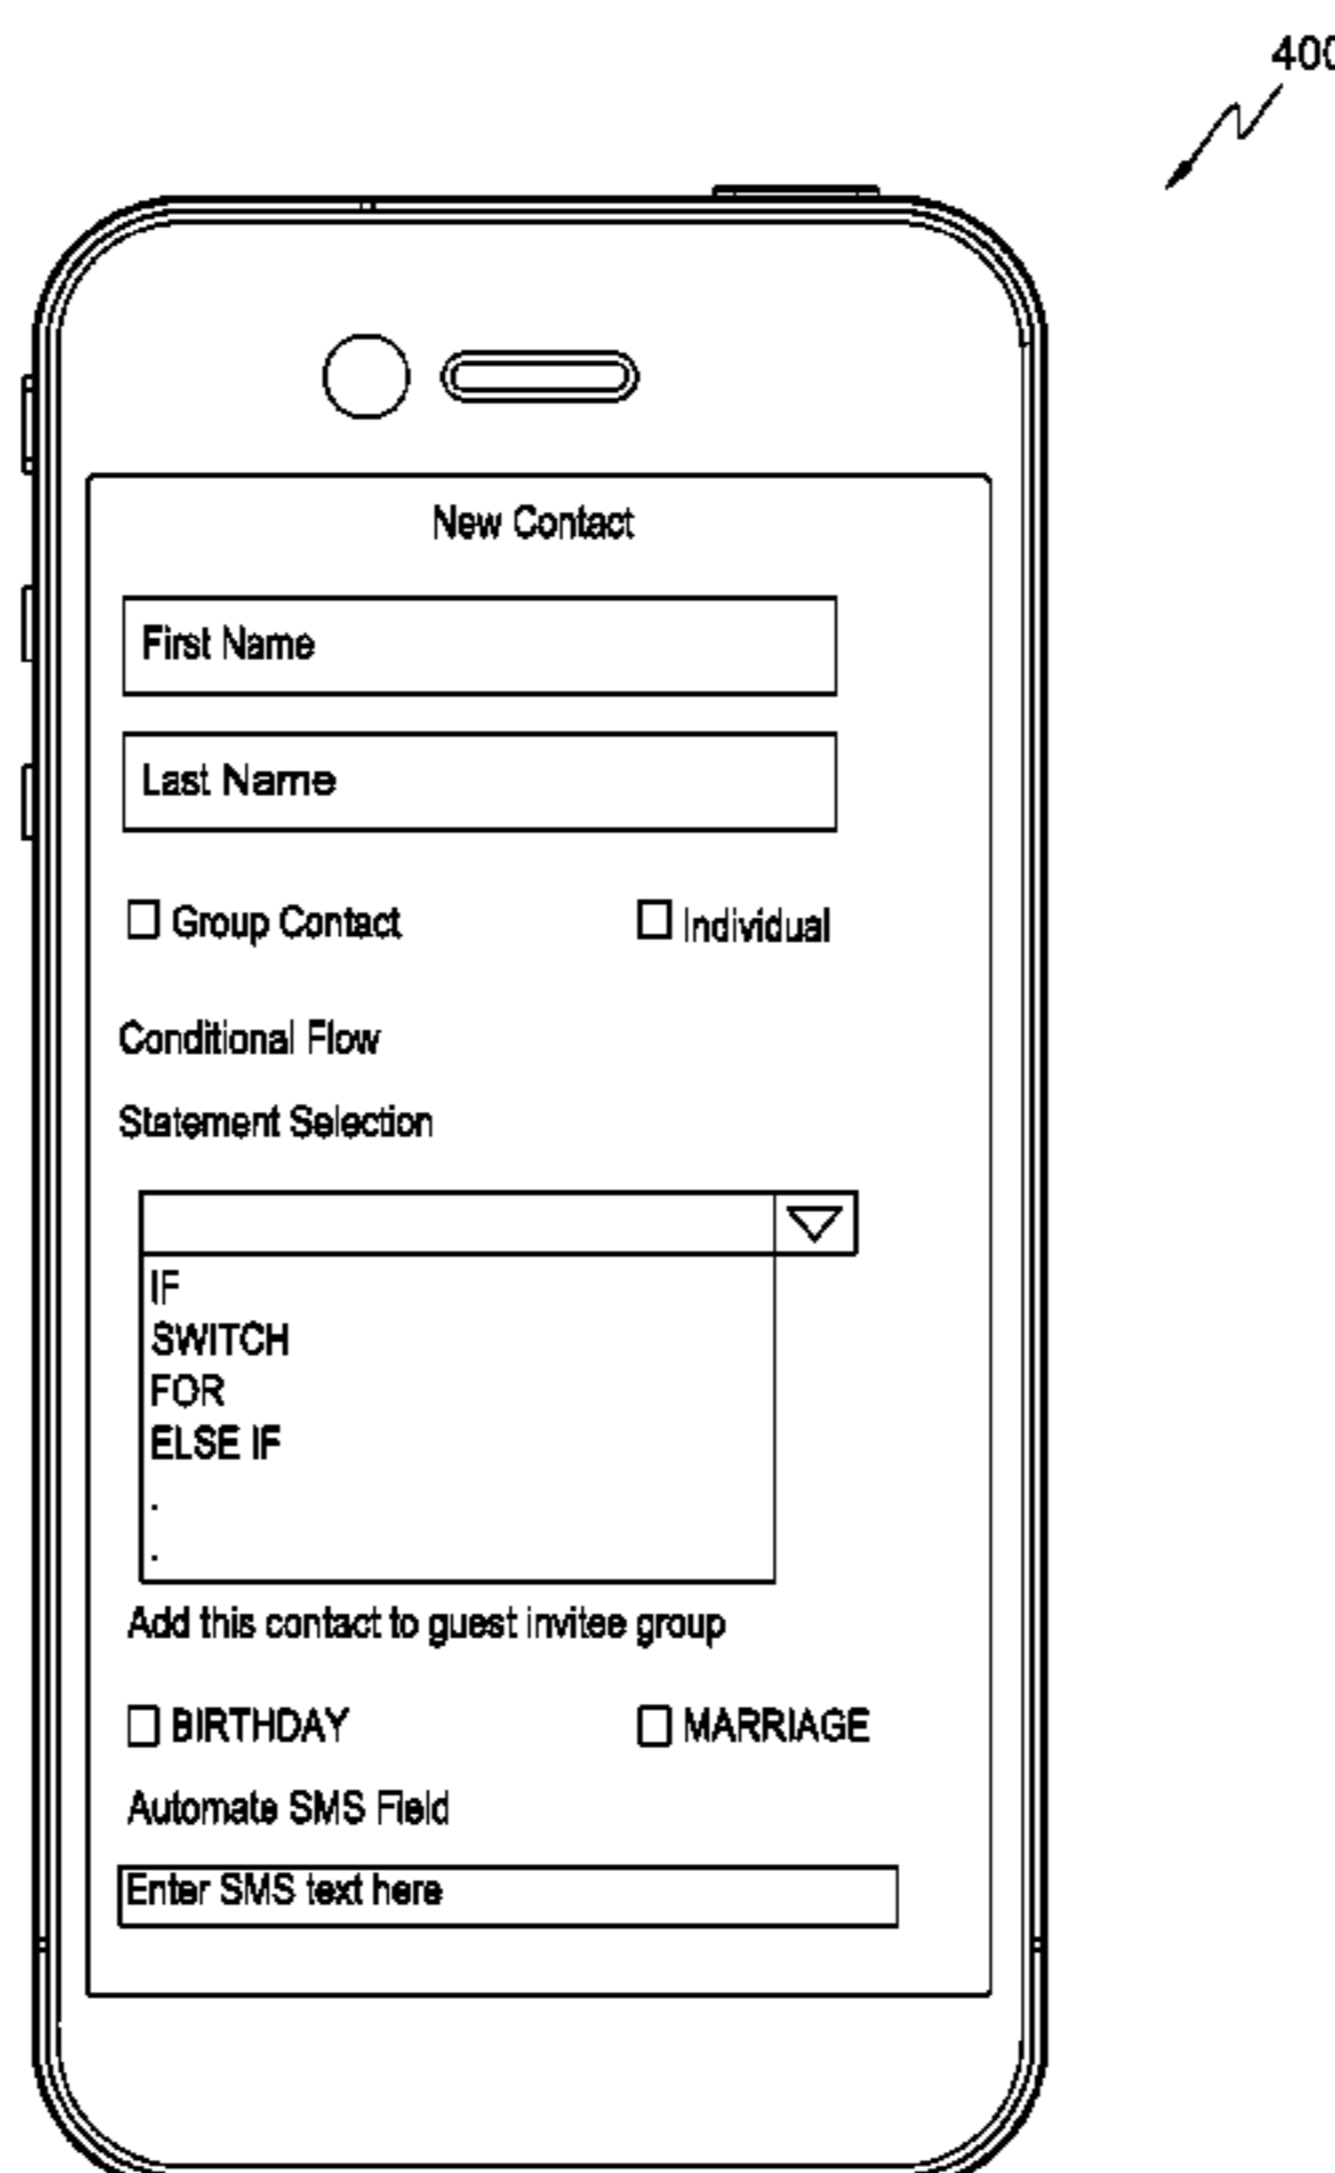 400
New Contact
First Name
Last Name
Group Contact Individual
Conditional Flow
Statement Selection
IF
SWITCH
FOR
ELSE IF
.
.
Add this contact to guest invitee group
BIRTHDAY MARRIAGE
Automate SMS Field
Enter SMS text here